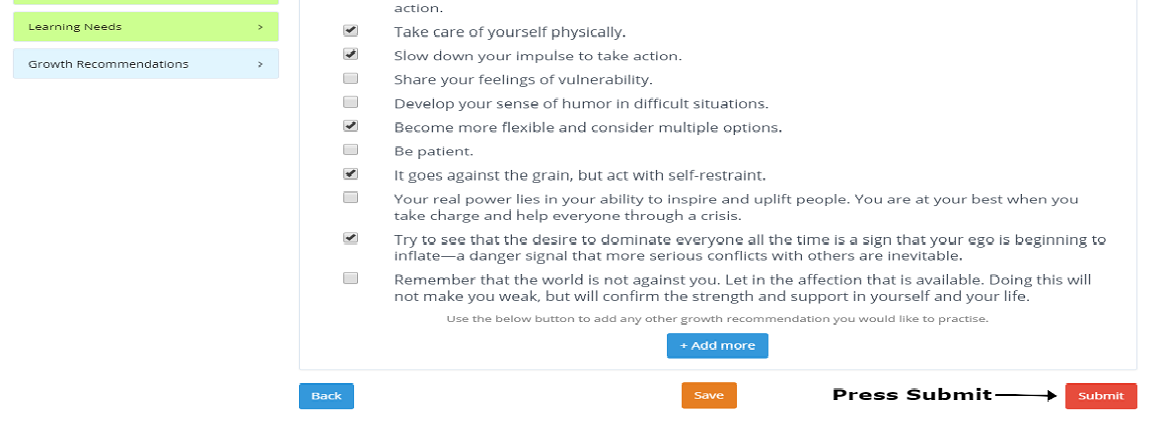 Learning Needs >
Growth Recommendations >
action.
Take care of yourself physically.
Slow down your impulse to take action.
Share your feelings of vulnerability.
Develop your sense of humor in difficult situations.
Become more flexible and consider multiple options.
Be patient.
It goes against the grain, but act with self-restraint.
Your real power lies in your ability to inspire and uplift people. You are at your best when you
take charge and help everyone through a crisis.
Try to see that the desire to dominate everyone all the time is a sign that your ego is beginning to
inflate—a danger signal that more serious conflicts with others are inevitable.
Remember that the world is not against you. Let in the affection that is available. Doing this will
not make you weak, but will confirm the strength and support in yourself and your life.
Use the below button to add any other growth recommendation you would like to practise.
+ Add more
Back Save Press Submit Submit